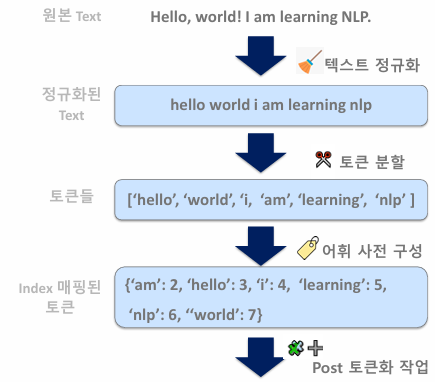 원본 Text
Hello, world! I am learning NLP.
텍스트 정규화
정규화된
Text
hello world i am learning nlp
토큰 분할
토큰들
[‘hello’, ‘world’, ‘i, ‘am’, ‘learning’, ‘nlp’ ]
어휘 사전 구성
Index 매핑된
토큰
{‘am’: 2, ‘hello’: 3, ‘i’: 4, ‘learning’: 5,
‘nlp’: 6, ‘‘world’: 7}
Post 토큰화 작업